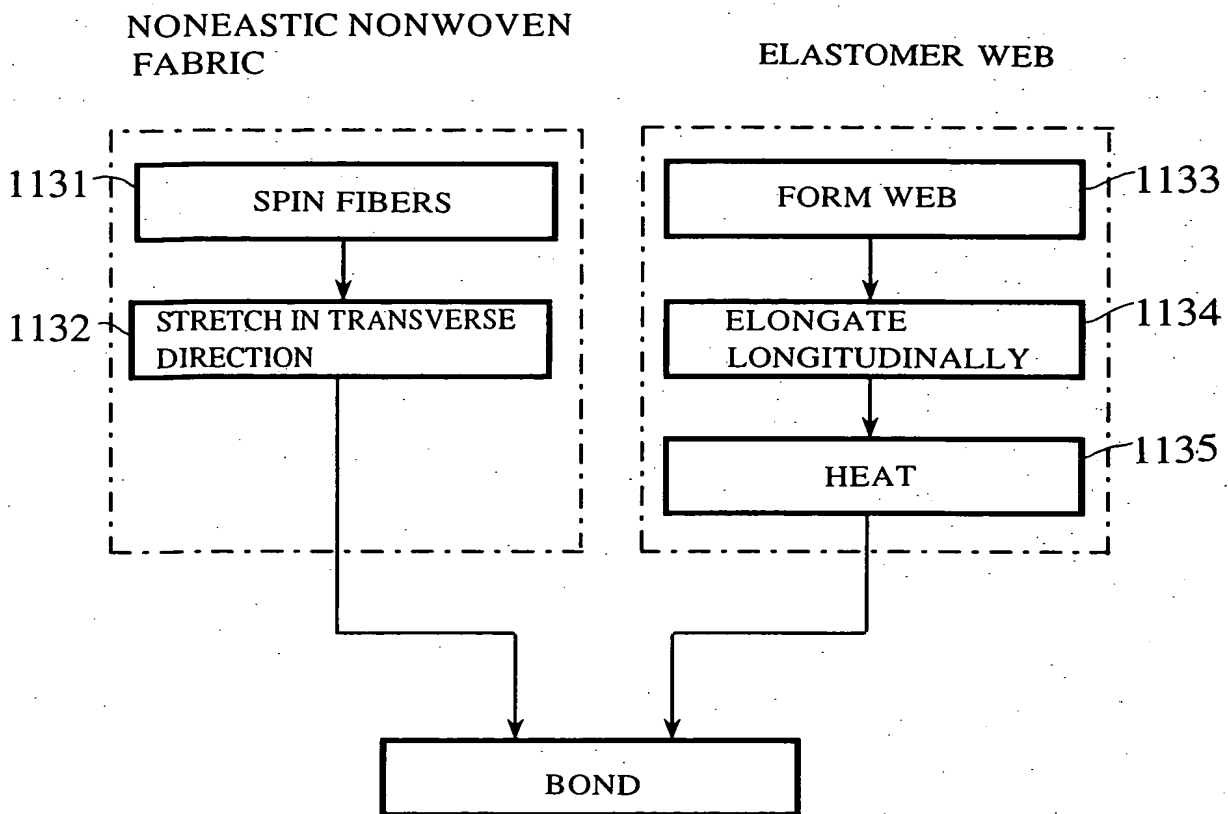 NONEASTIC NONWOVEN
FABRIC
ELASTOMER WEB
1131
SPIN FIBERS
FORM WEB
1133
1132
STRETCH IN TRANSVERSE
DIRECTION
ELONGATE
LONGITUDINALLY
1134
HEAT
1135
BOND